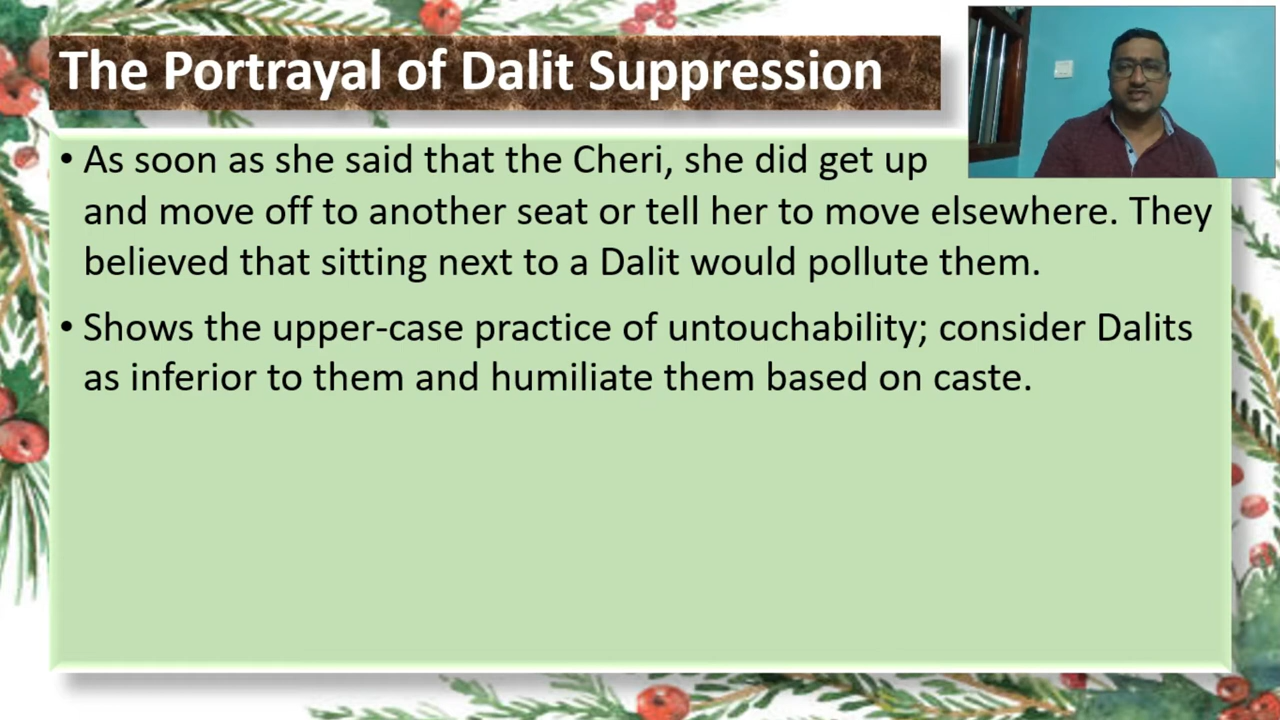 The Portrayal of Dalit Suppression
• As soon as she said that the Cheri, she did get up
and move off to another seat or tell her to move elsewhere. They
believed that sitting next to a Dalit would pollute them.
• Shows the upper-case practice of untouchability; consider Dalits
as inferior to them and humiliate them based on caste.